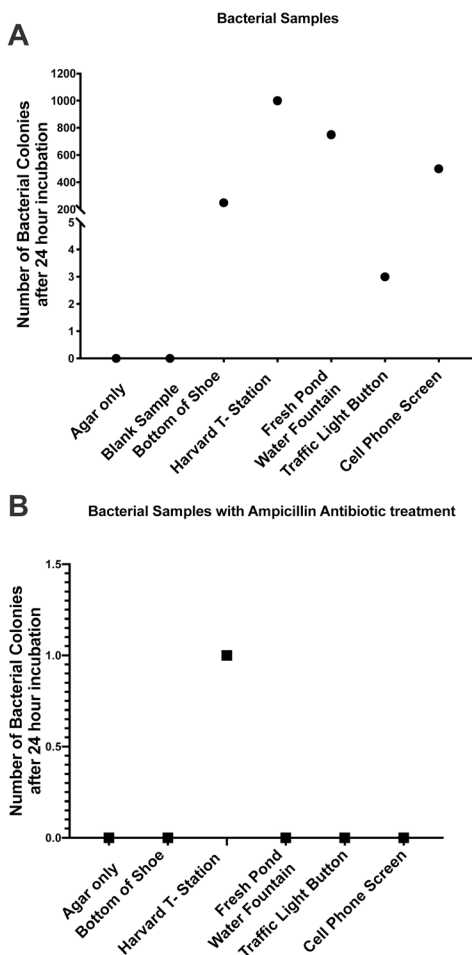 A
Bacterial Samples
Number of Bacterial Colonies
after 24 hour incubation
1200
1000
800
600
400
200
5
4
3
2
1
0
Agar only
Blank Sample
Bottom of Shoe
Harvard T- Station
Fresh Pond
Water Fountain
Traffic Light Button
Cell Phone Screen
B
Bacterial Samples with Ampicillin Antibiotic treatment
Number of Bacterial Colonies
after 24 hour incubation
1.5
1.0
0.5
0.0
Agar only
Bottom of Shoe
Harvard T- Station
Fresh Pond
Water Fountain
Traffic Light Button
Cell Phone Screen